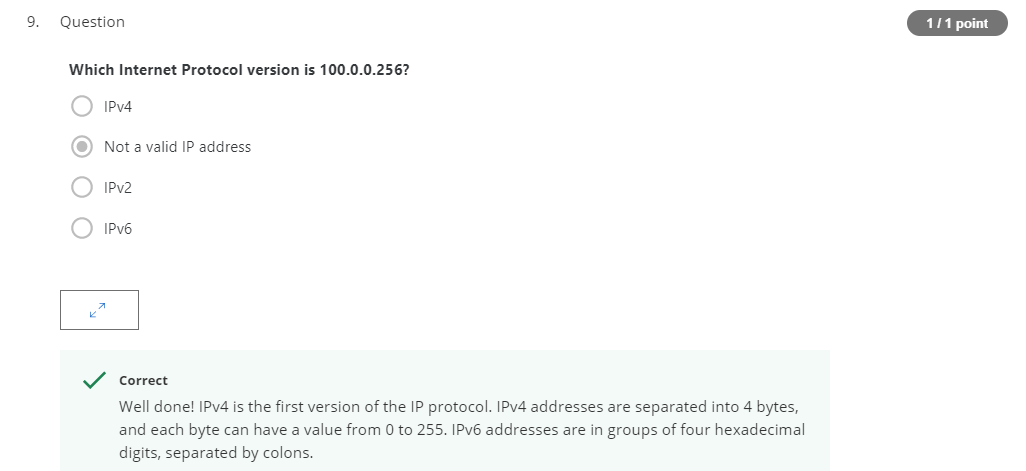 9. Question
1 / 1 point
Which Internet Protocol version is 100.0.0.256?
IPv4
Not a valid IP address
IPv2
IPv6
Correct
Well done! IPv4 is the first version of the IP protocol. IPv4 addresses are separated into 4 bytes,
and each byte can have a value from 0 to 255. IPv6 addresses are in groups of four hexadecimal
digits, separated by colons.